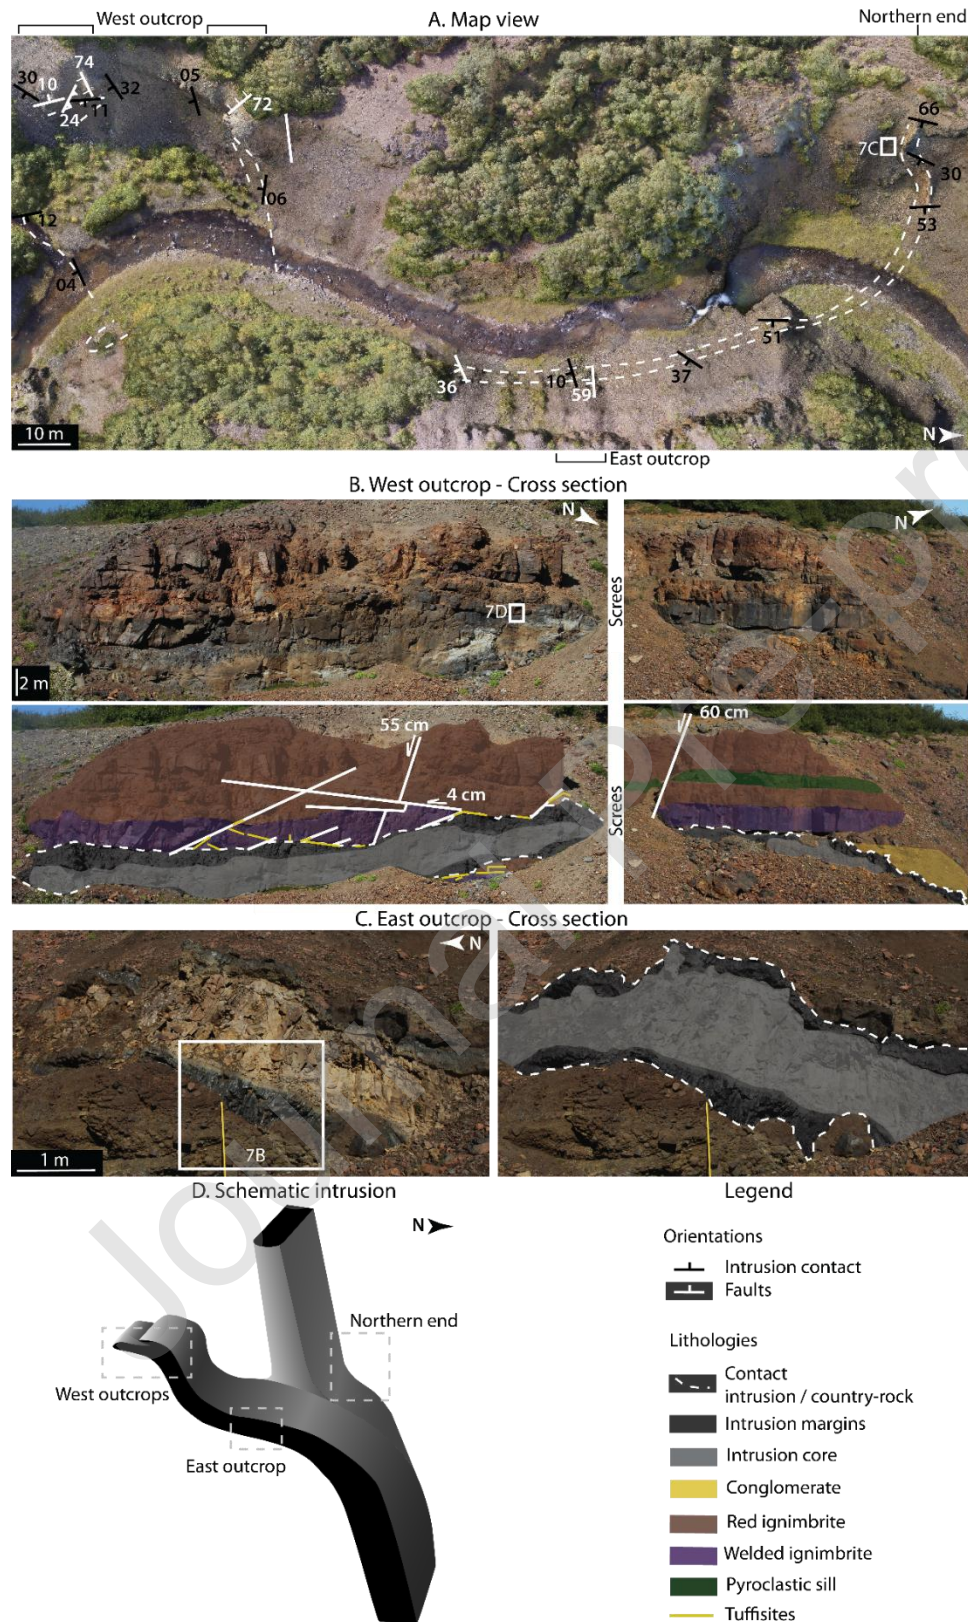 West outcrop
A. Map view
Northern end
30
10
74
24
11
32
05
72
06
12
04
66
7C
30
53
51
37
36
10
59
10 m
N
East outcrop
B. West outcrop - Cross section
N
7D
2 m
Screes
N
55 cm
4 cm
Screes
60 cm
C. East outcrop - Cross section
N
7B
1 m
D. Schematic intrusion
N
Northern end
West outcrops
East outcrop
Legend
Orientations
Intrusion contact
Faults
Lithologies
Contact
intrusion / country-rock
Intrusion margins
Intrusion core
Conglomerate
Red ignimbrite
Welded ignimbrite
Pyroclastic sill
Tuffisites
Journal Pre-pro